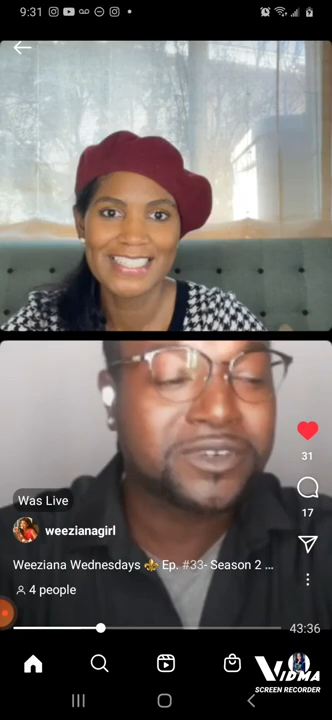 9:31
31
17
Was Live
weezianagirl
Weeziana Wednesdays ⚜️ Ep. #33- Season 2 ...
4 people
43:36
VIDMA
SCREEN RECORDER